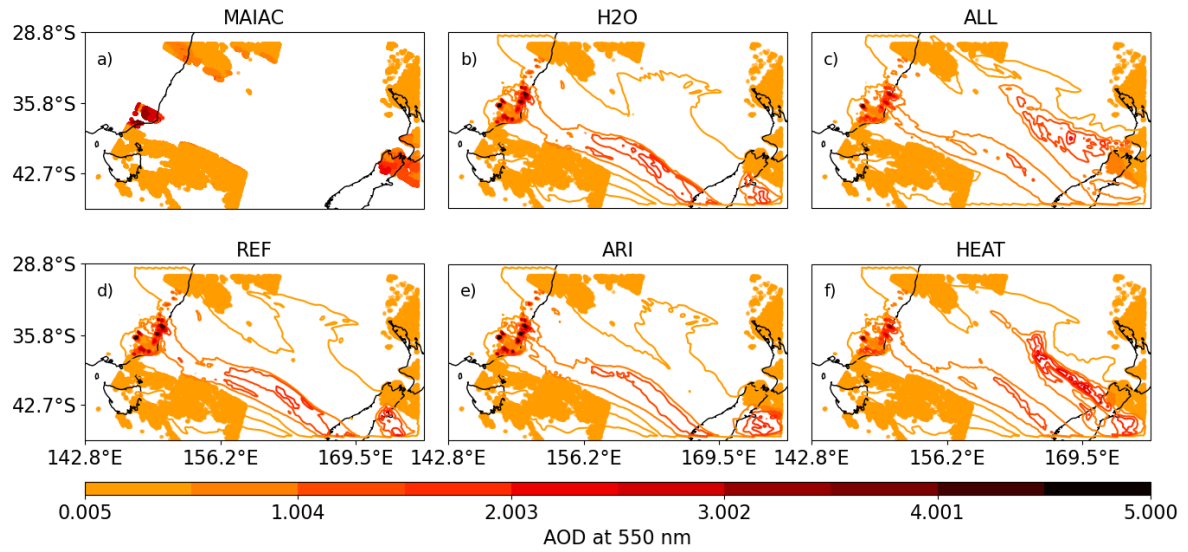 MAIAC H2O ALL
28.8°S
a) b) c)
35.8°S
42.7°S
REF ARI HEAT
28.8°S
d) e) f)
35.8°S
42.7°S
142.8°E 156.2°E 169.5°E 142.8°E 156.2°E 169.5°E 142.8°E 156.2°E 169.5°E
0.005 1.004 2.003 3.002 4.001 5.000
AOD at 550 nm